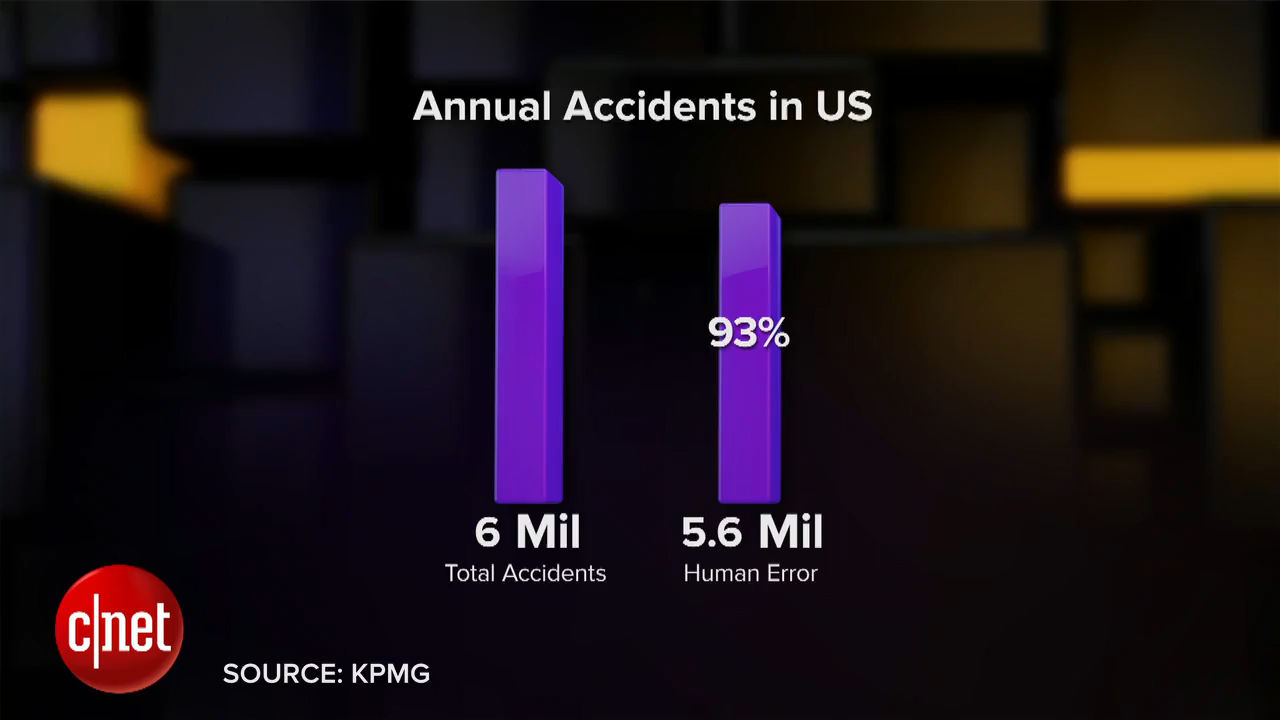 Annual Accidents in US
93%
6 Mil
Total Accidents
5.6 Mil
Human Error
c|net
SOURCE: KPMG